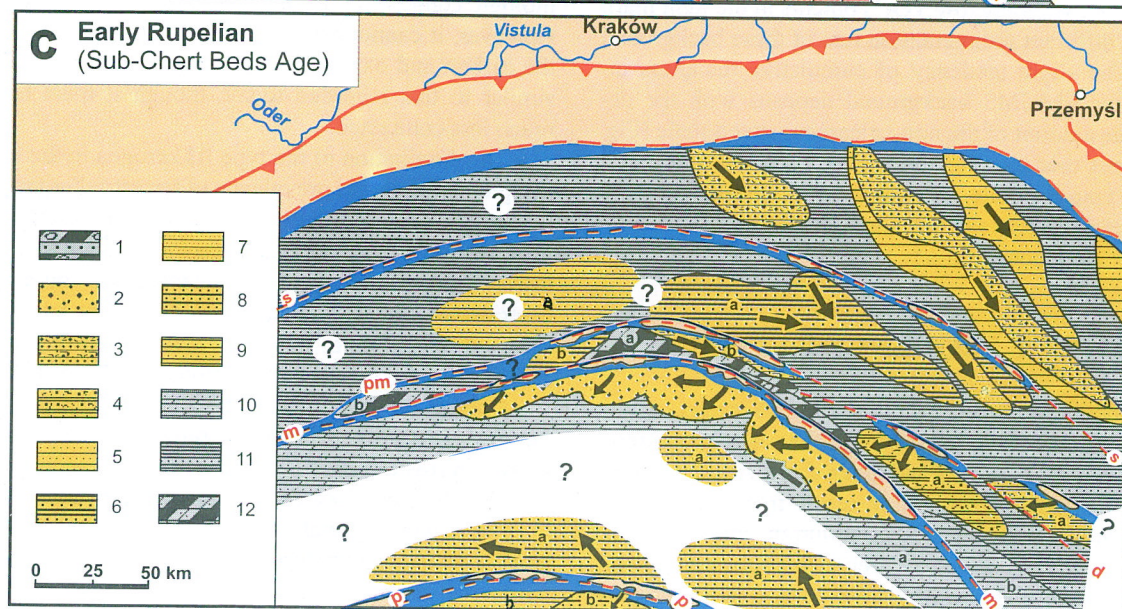 C Early Rupelian
(Sub-Chert Beds Age)
Vistula
Kraków
Oder
Przemyśl
?
s
?
?
a
?
a
?
a
b
b
?
pm
b
m
a
s
?
a
a
?
?
?
a
a
a
d
a
b
m
p
p
b
b
1 7
2 8
3 9
4 10
5 11
6 12
0 25 50 km